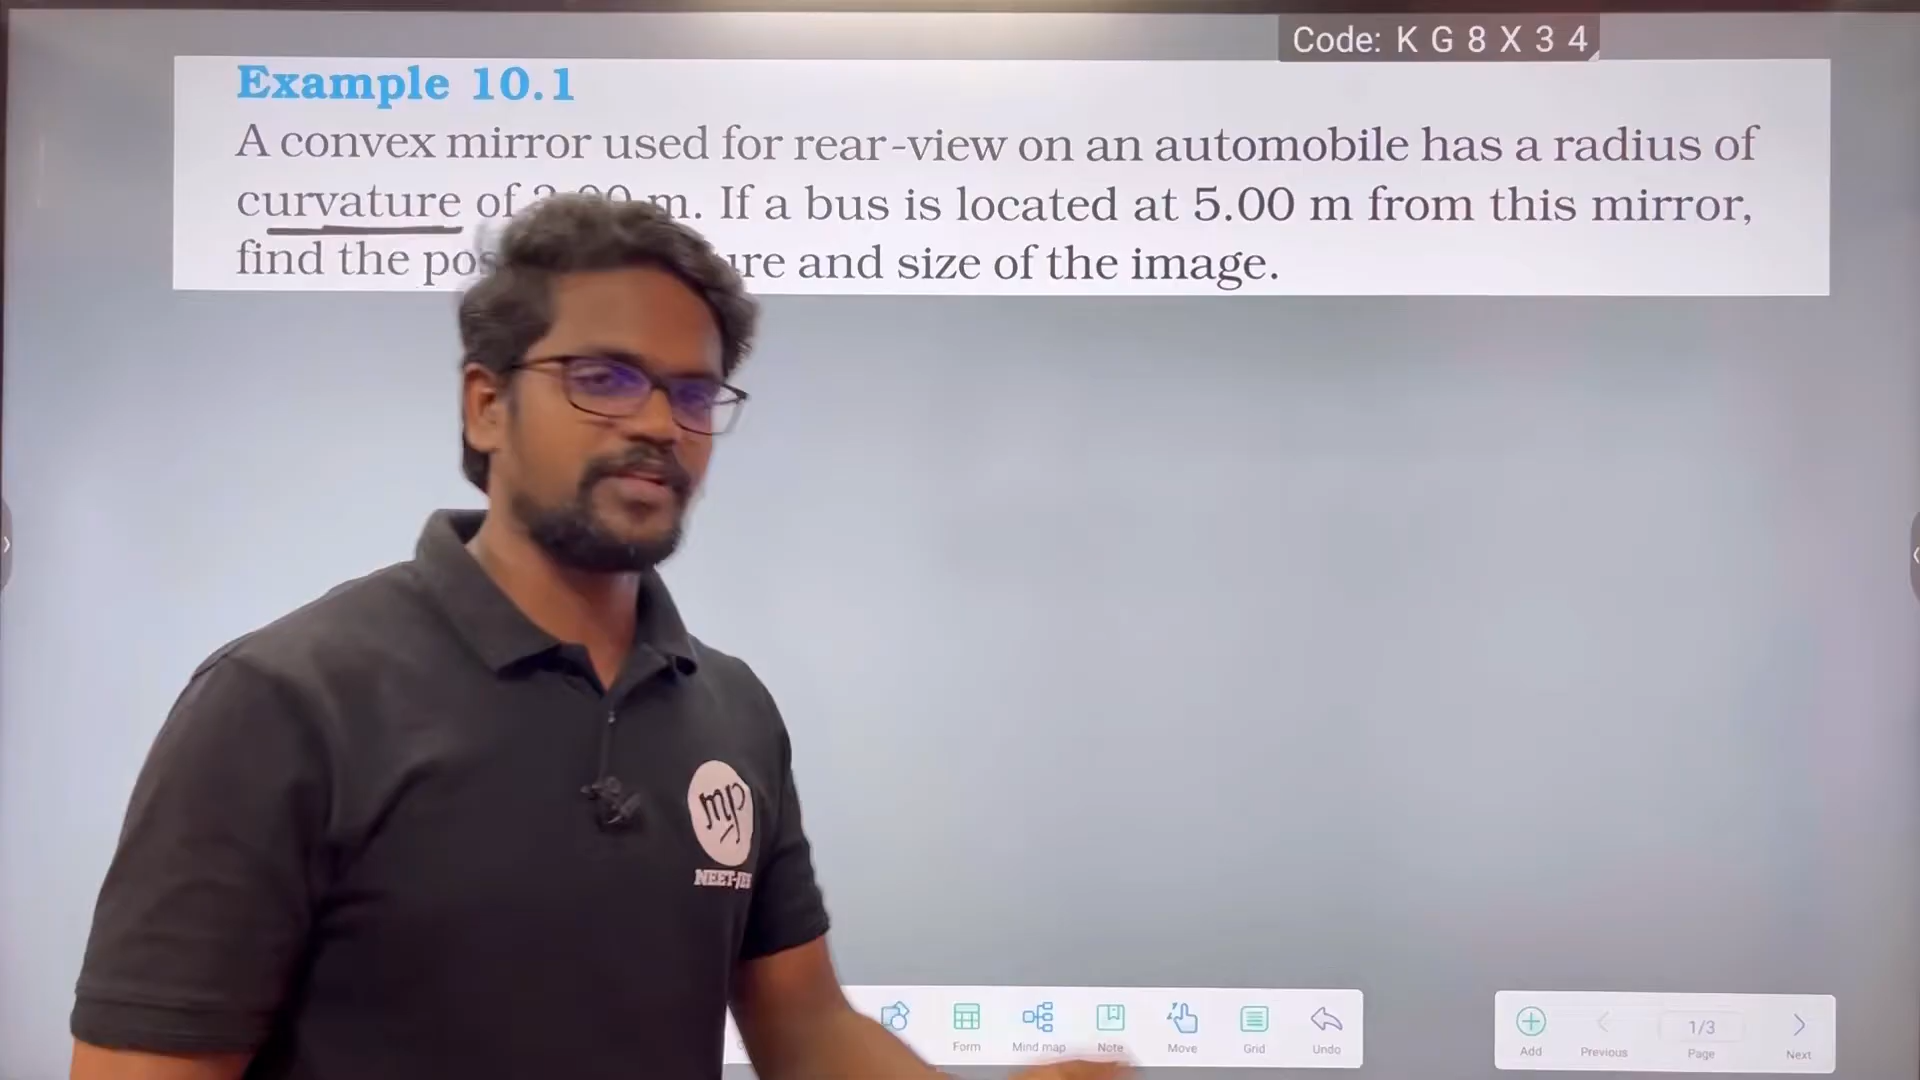 Code: K G 8 X 3 4
Example 10.1
A convex mirror used for rear-view on an automobile has a radius of
curvature of m. If a bus is located at 5.00 m from this mirror,
find the and size of the image.
mp
NEET-JEE
Form
Mind map
Note
Move
Grid
Undo
Add
Previous
1/3
Page
Next